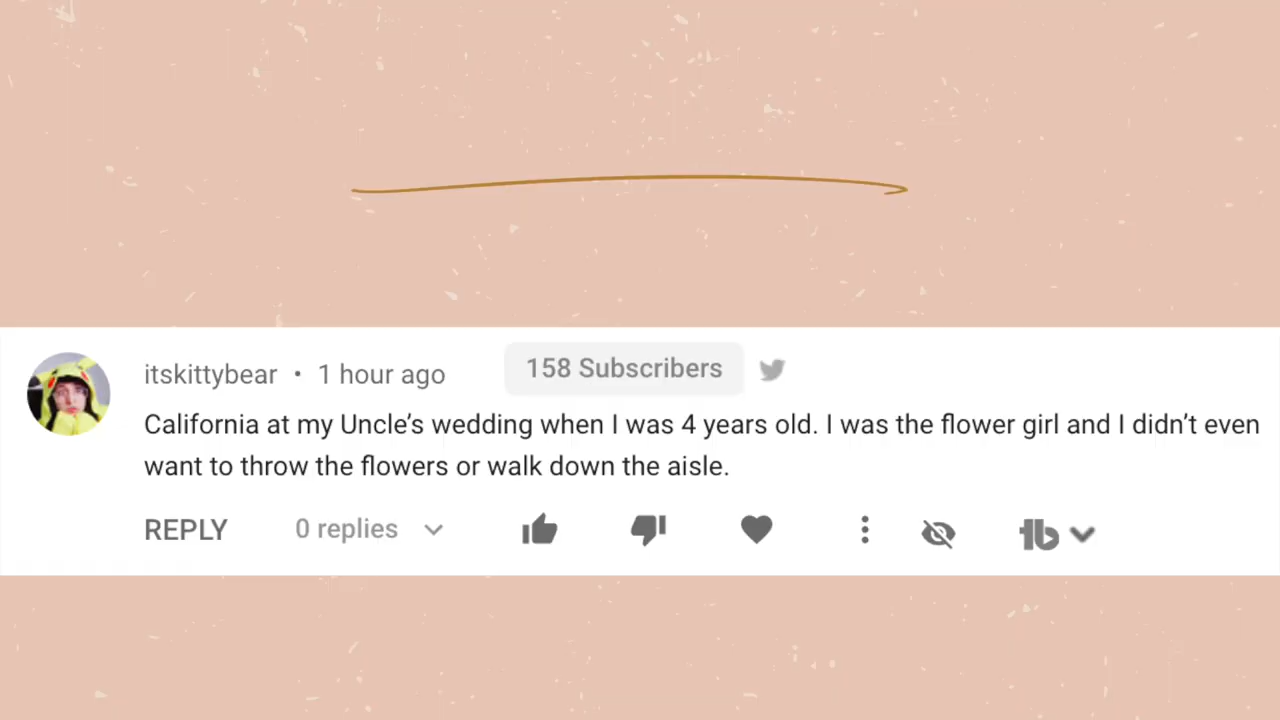 itskittybear • 1 hour ago 158 Subscribers
California at my Uncle’s wedding when I was 4 years old. I was the flower girl and I didn’t even
want to throw the flowers or walk down the aisle.
REPLY 0 replies tb